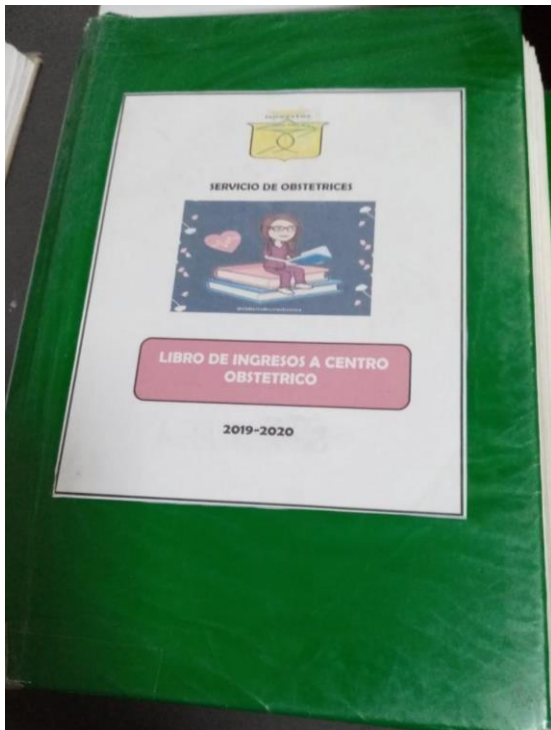 SERVICIO DE OBSTETRICES
LIBRO DE INGRESOS A CENTRO
OBSTETRICO
2019-2020